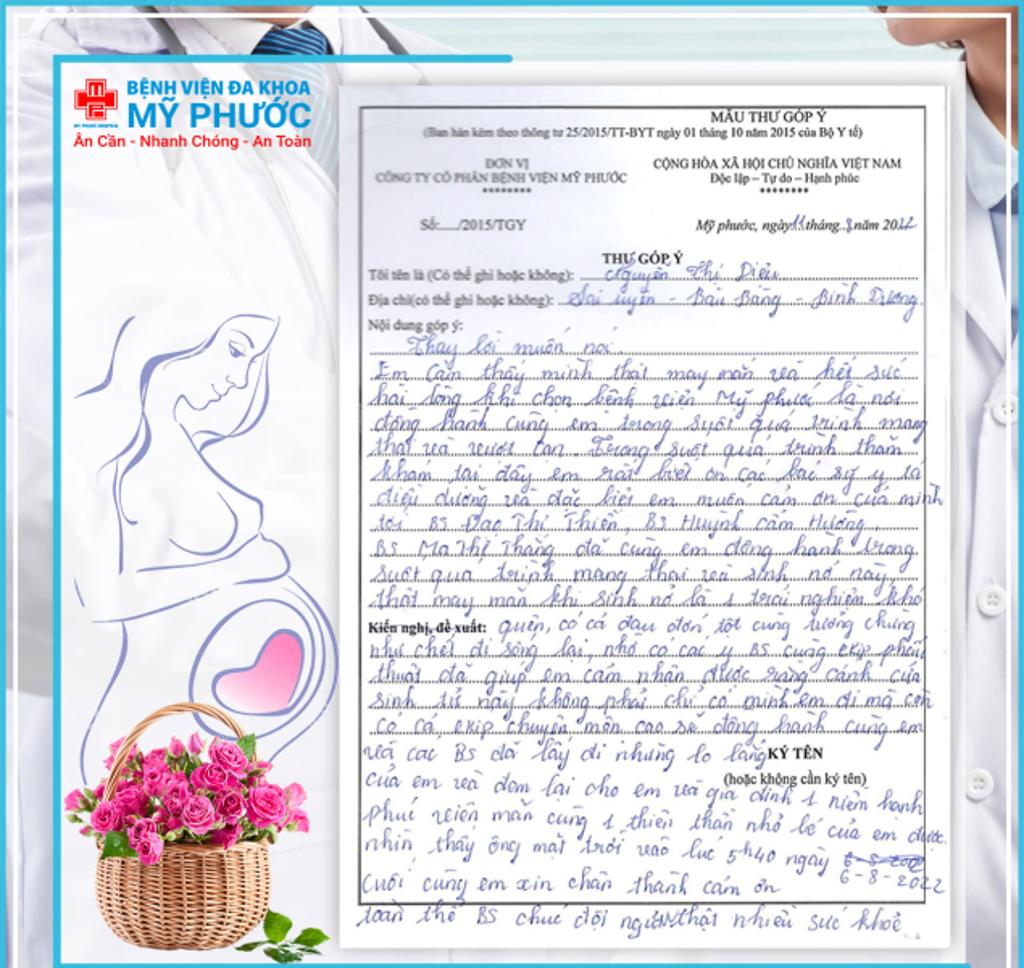 BỆNH VIỆN ĐA KHOA
MỸ PHƯỚC
MY PHUOC HOSPITAL
Ân Cần - Nhanh Chóng - An Toàn
MẪU THƯ GÓP Ý
(Ban hàn kèm theo thông tư 25/2015/TT-BYT ngày 01 tháng 10 năm 2015 của Bộ Y tế)
ĐƠN VỊ
CÔNG TY CỔ PHẦN BỆNH VIỆN MỸ PHƯỚC
********
CỘNG HÒA XÃ HỘI CHỦ NGHĨA VIỆT NAM
Độc lập – Tự do – Hạnh phúc
********
Số:..../2015/TGY
Mỹ phước, ngày 11 tháng 8 năm 2022
THƯ GÓP Ý
Tôi tên là (Có thể ghi hoặc không): Nguyễn Thị Diệu
Địa chỉ(có thể ghi hoặc không): Lai uyên - Bàu Bàng - Bình Dương
Nội dung góp ý:
Thay lời muốn nói.
Em cảm thấy mình thật may mắn và hết sức
hài lòng khi chọn bệnh viện Mỹ phước là nơi
đồng hành cùng em trong suốt quá trình mang
thai và vượt cạn. Trong suốt quá trình thăm
khám tại đây em rất biết ơn các bác sỹ y tá
điều dưỡng và đặc biệt em muốn cảm ơn của mình
tới BS Đào Thị Thiền, BS Huỳnh cẩm Hương,
BS Ma Thế Thăng đã cùng em đồng hành trong
suốt quá trình mang thai và sinh nở này,
thật may mắn khi sinh nở là 1 trải nghiệm khó
Kiến nghị, đề xuất: quên, có cả đau đớn tột cùng tưởng chừng
như chết đi sống lại, nhờ có các y BS cùng ekip phẫu
thuật đã giúp em cảm nhận được rằng cánh cửa
sinh tử này không phải chỉ có mình em đi mà còn
có cả ekip chuyên môn cao sẽ đồng hành cùng em
và các BS đã lấy đi những lo lắng
KÝ TÊN
(hoặc không cần ký tên)
của em và đem lại cho em và gia đình 1 niềm hạnh
phúc viên mãn cùng 1 thiên thần nhỏ bé của em được
nhìn thấy ông mặt trời vào lúc 5h40 ngày 6-8-2022
Cuối cùng em xin chân thành cảm ơn
toàn thể BS chúc đội ngũ thật nhiều sức khoẻ